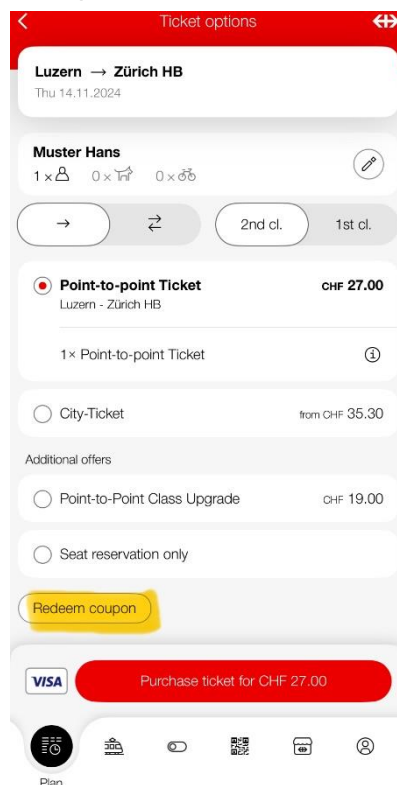 Ticket options
Luzern → Zürich HB
Thu 14.11.2024
Muster Hans
1 × 0 × 0 ×
→ ⇄ 2nd cl. 1st cl.
Point-to-point Ticket CHF 27.00
Luzern - Zürich HB
1× Point-to-point Ticket
City-Ticket from CHF 35.30
Additional offers
Point-to-Point Class Upgrade CHF 19.00
Seat reservation only
Redeem coupon
VISA Purchase ticket for CHF 27.00
Plan